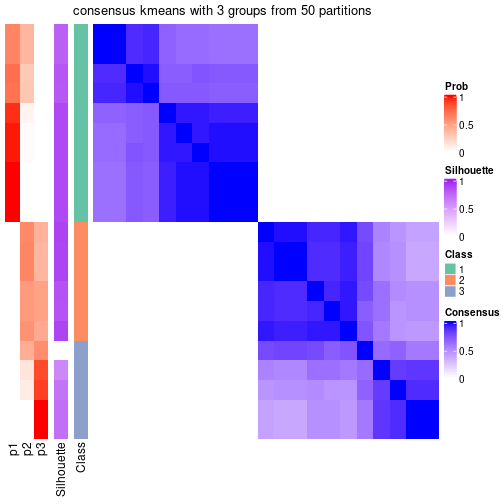 consensus kmeans with 3 groups from 50 partitions
Prob
1
0.5
0
Silhouette
1
0.5
0
Class
1
2
3
Consensus
1
0.5
0
p1
p2
p3
Silhouette
Class